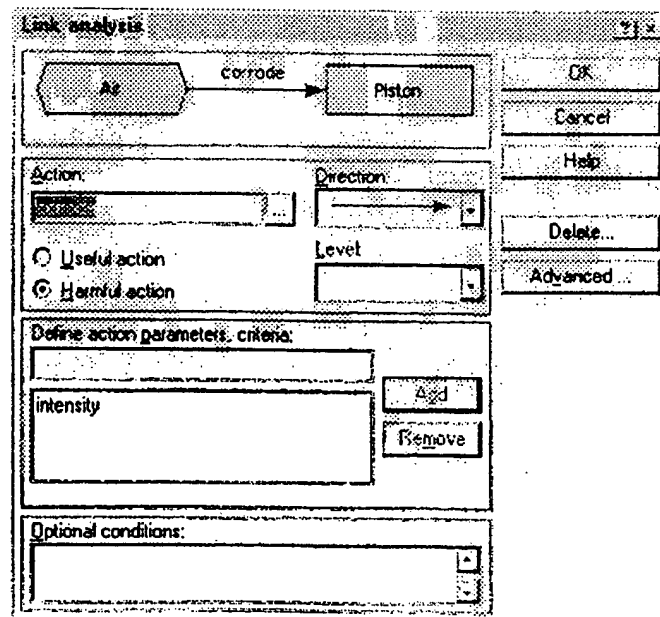 Link analysis
Air
corrode
Piston
OK
Cancel
Help
Action:
...
Direction
Delete...
Useful action
Level
Harmful action
Advanced ...
Define action parameters, criteria:
Add
intensity
Remove
Optional conditions: